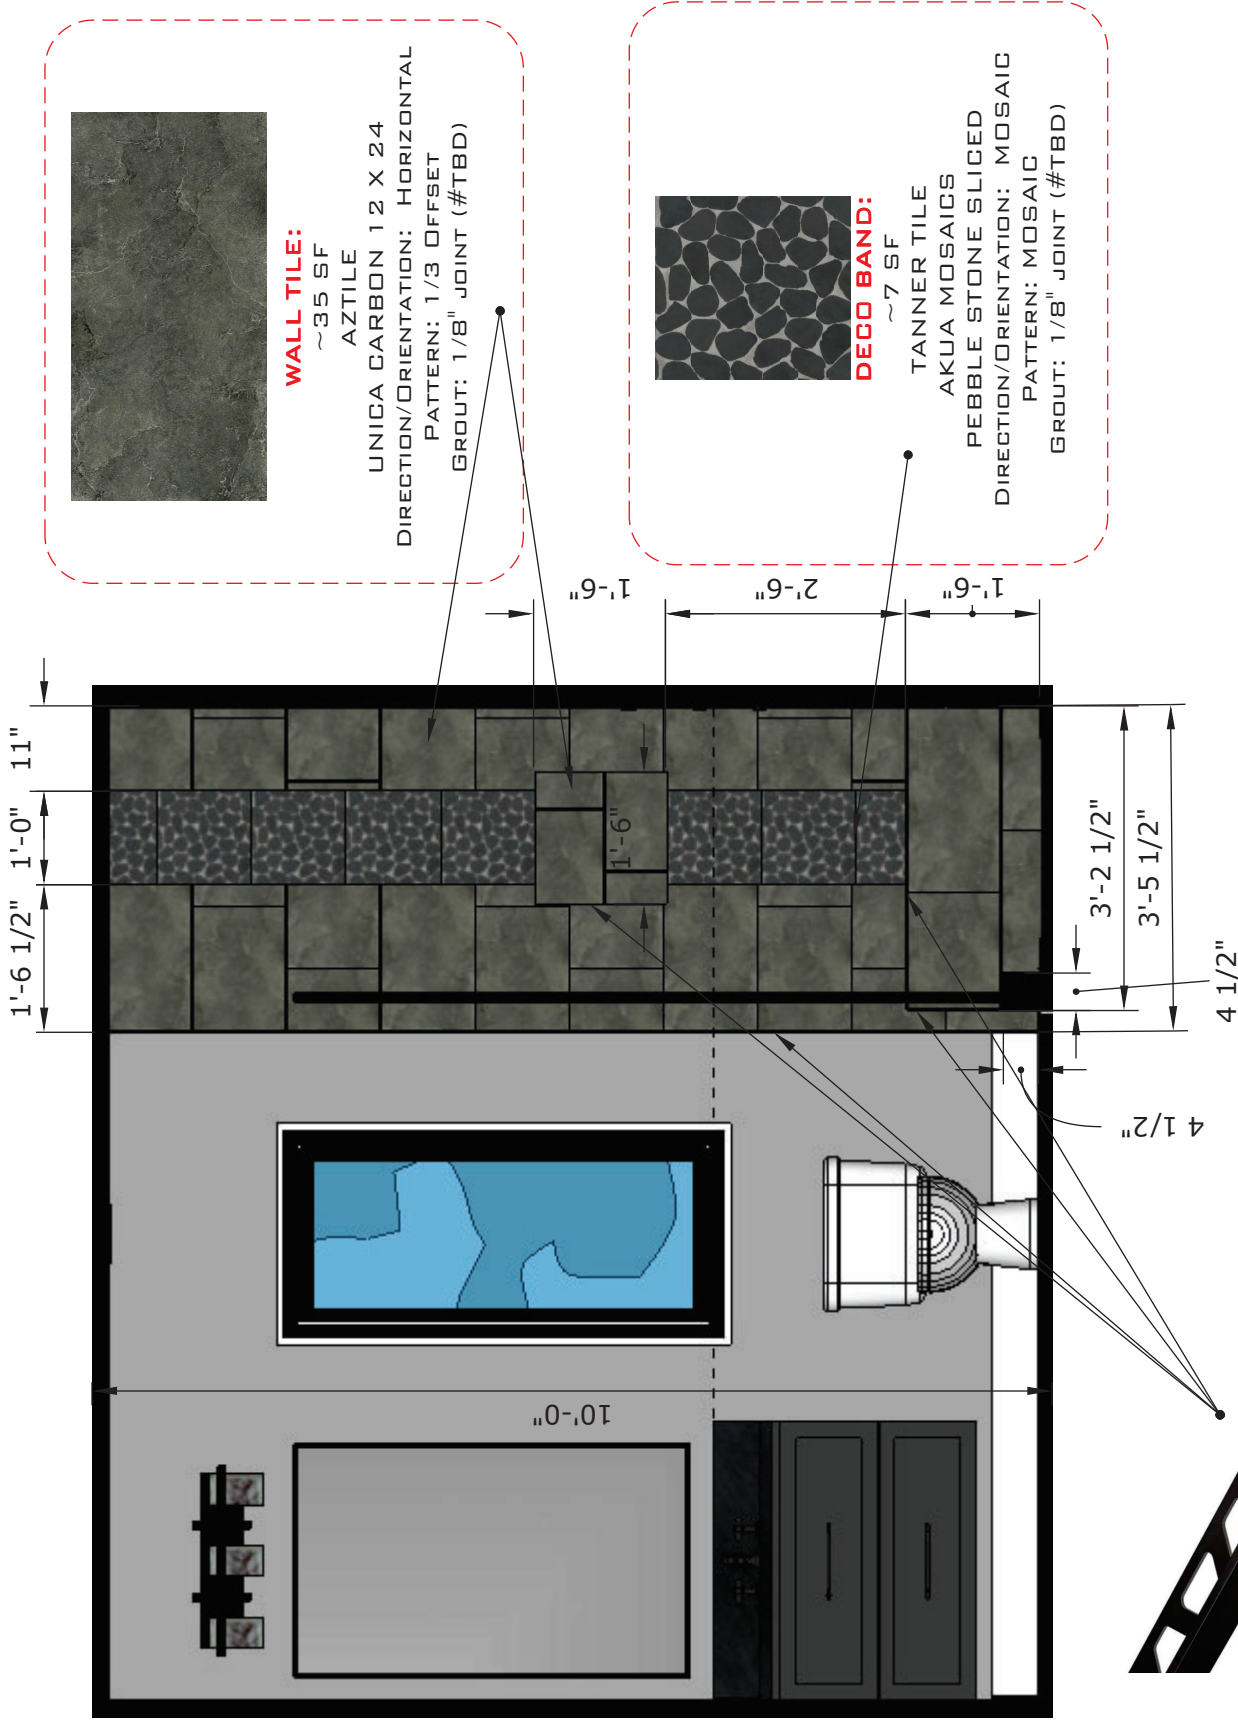 WALL TILE:
~35 SF
AZTILE
UNICA CARBON 12 X 24
DIRECTION/ORIENTATION: HORIZONTAL
PATTERN: 1/3 OFFSET
GROUT: 1/8" JOINT (#TBD)
DECO BAND:
~7 SF
TANNER TILE
AKUA MOSAICS
PEBBLE STONE SLICED
DIRECTION/ORIENTATION: MOSAIC
PATTERN: MOSAIC
GROUT: 1/8" JOINT (#TBD)
1'-6 1/2"
1'-0"
11"
1'-6"
2'-6"
1'-6"
1'-6"
10'-0"
3'-2 1/2"
3'-5 1/2"
4 1/2"
4 1/2"